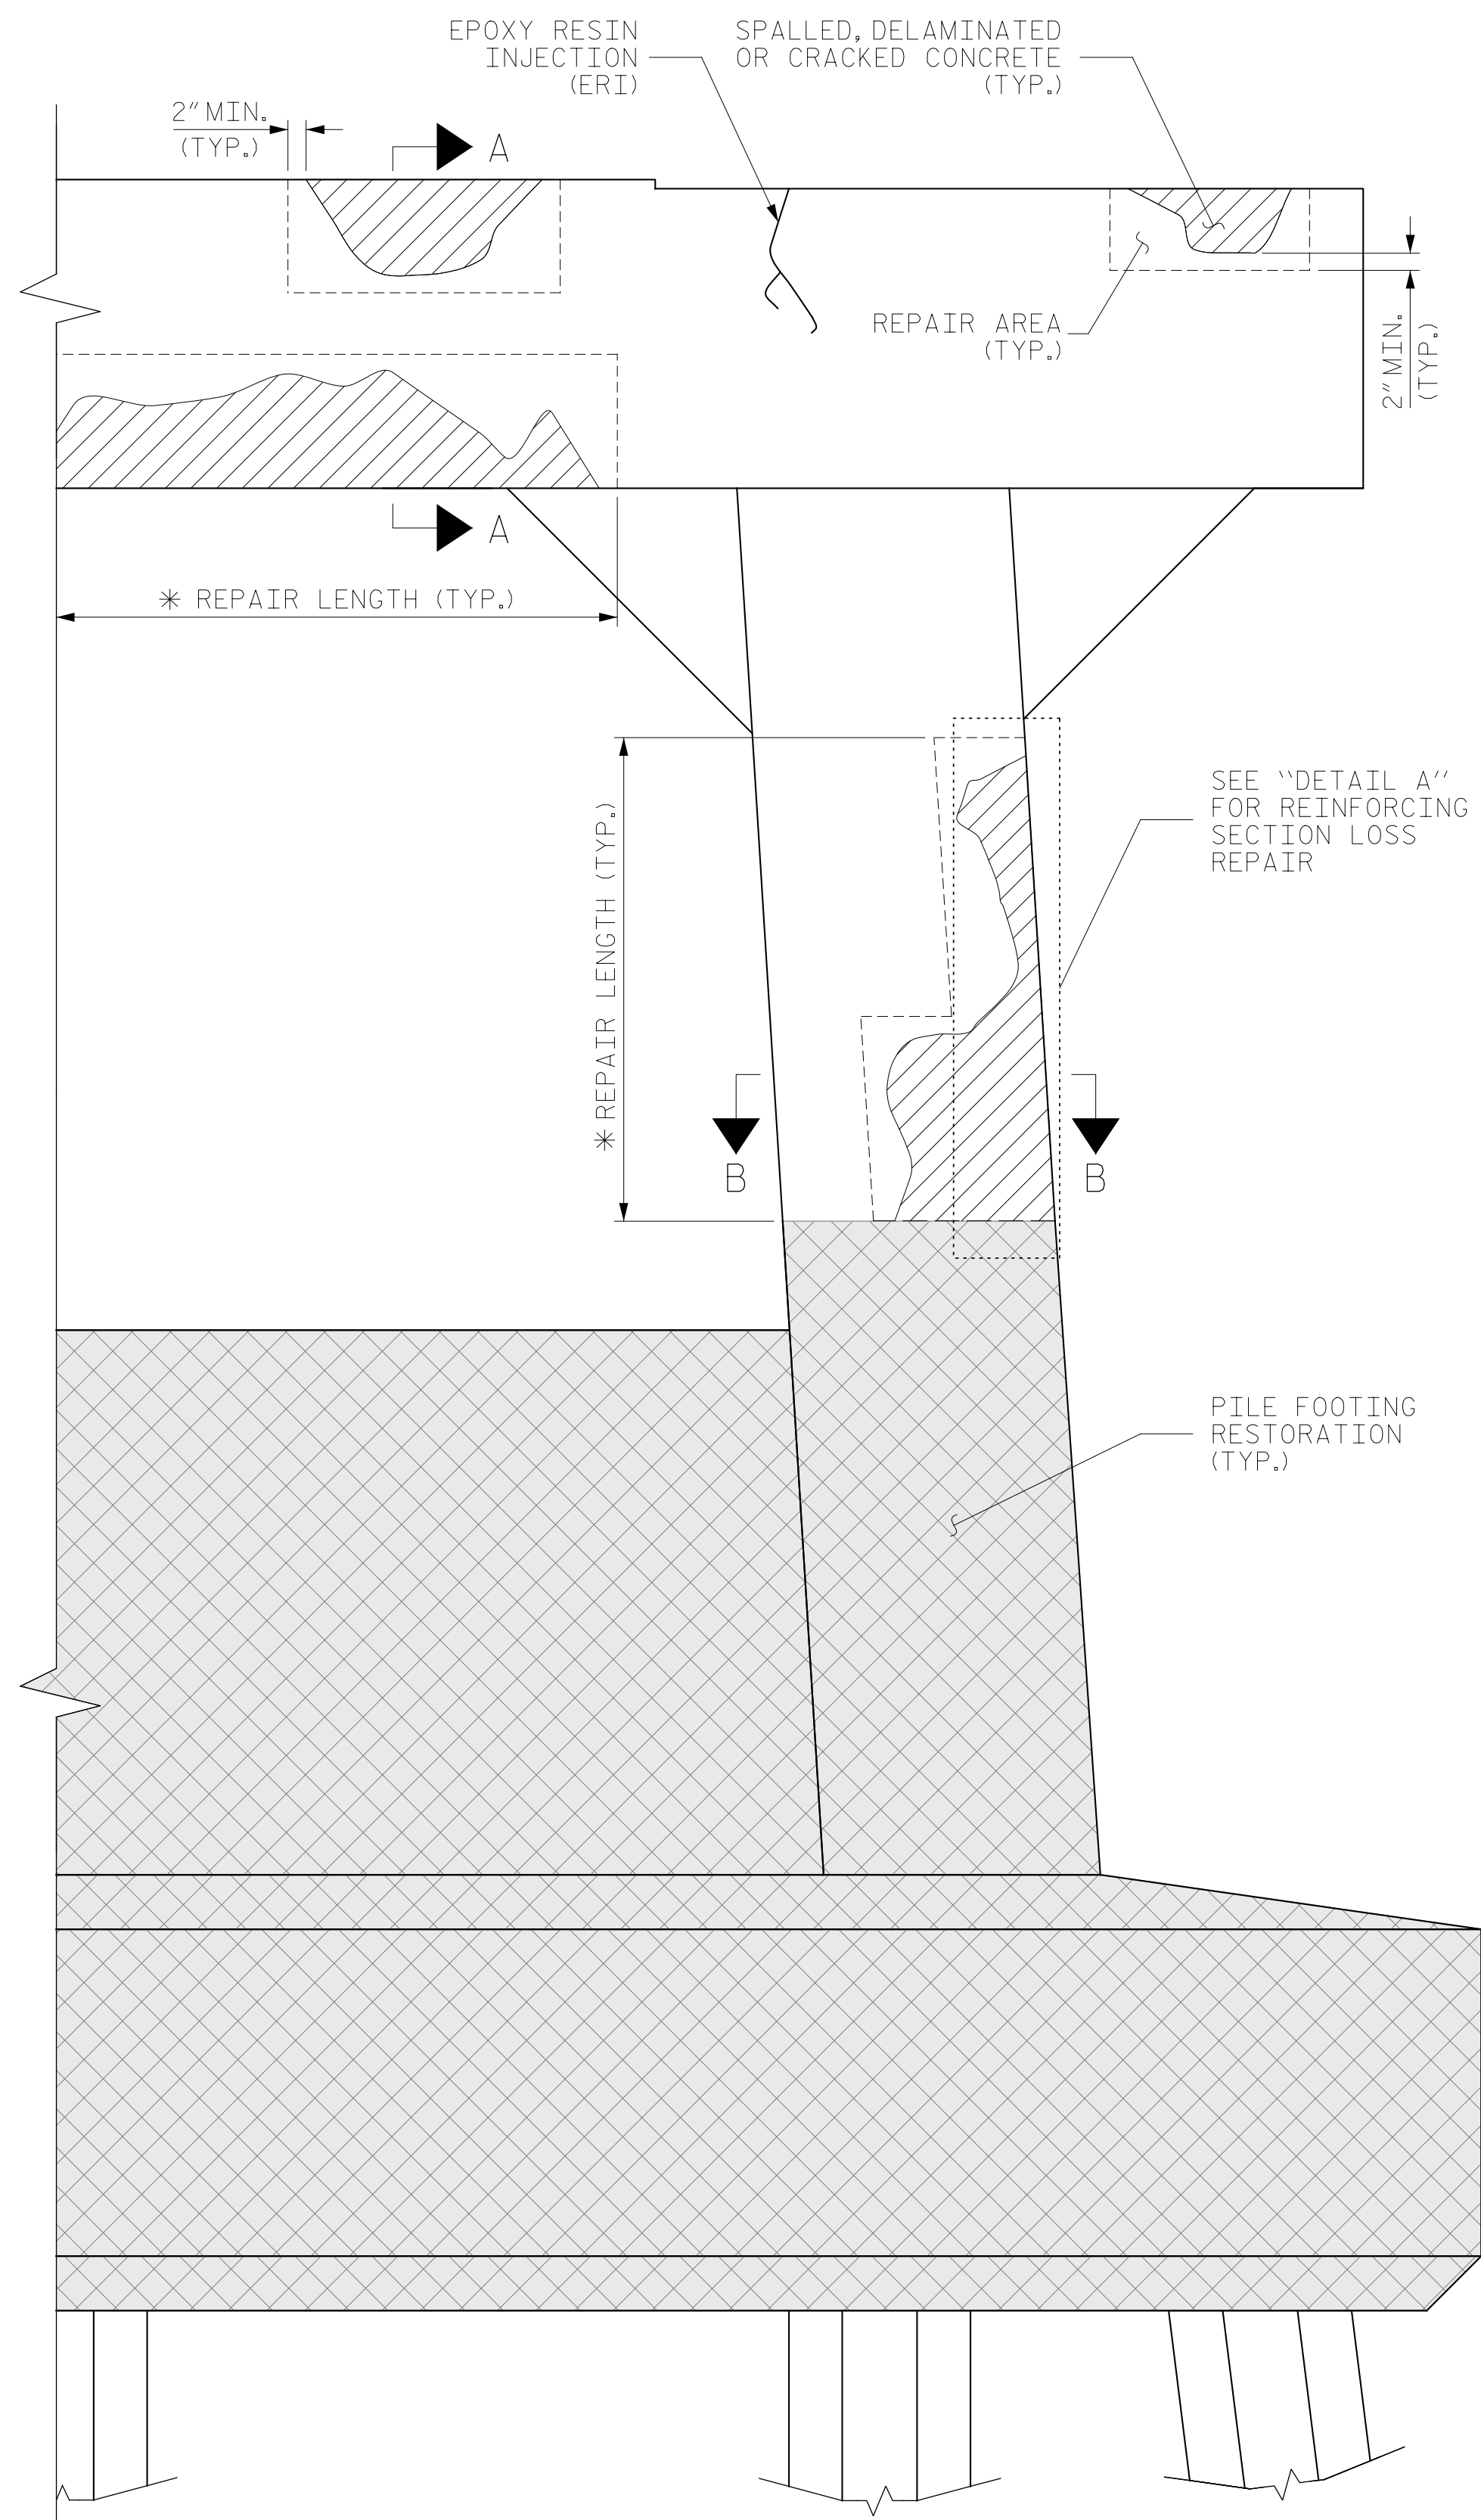 EPOXY RESIN
INJECTION
(ERI)
SPALLED, DELAMINATED
OR CRACKED CONCRETE
(TYP.)
2" MIN.
(TYP.)
A
REPAIR AREA
(TYP.)
2" MIN.
(TYP.)
A
* REPAIR LENGTH (TYP.)
SEE "DETAIL A"
FOR REINFORCING
SECTION LOSS
REPAIR
* REPAIR LENGTH (TYP.)
B
B
PILE FOOTING
RESTORATION
(TYP.)